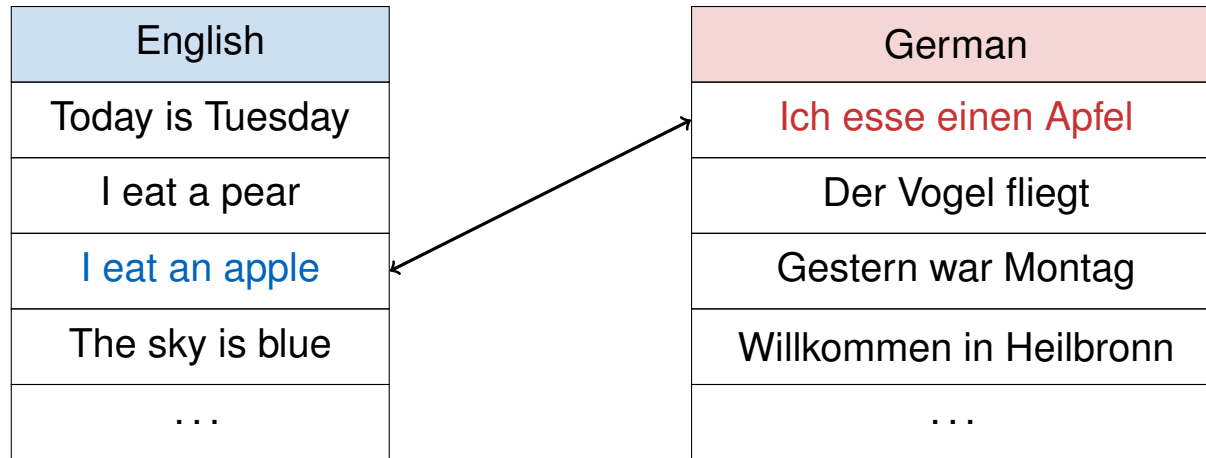 English
Today is Tuesday
I eat a pear
I eat an apple
The sky is blue
...
German
Ich esse einen Apfel
Der Vogel fliegt
Gestern war Montag
Willkommen in Heilbronn
...